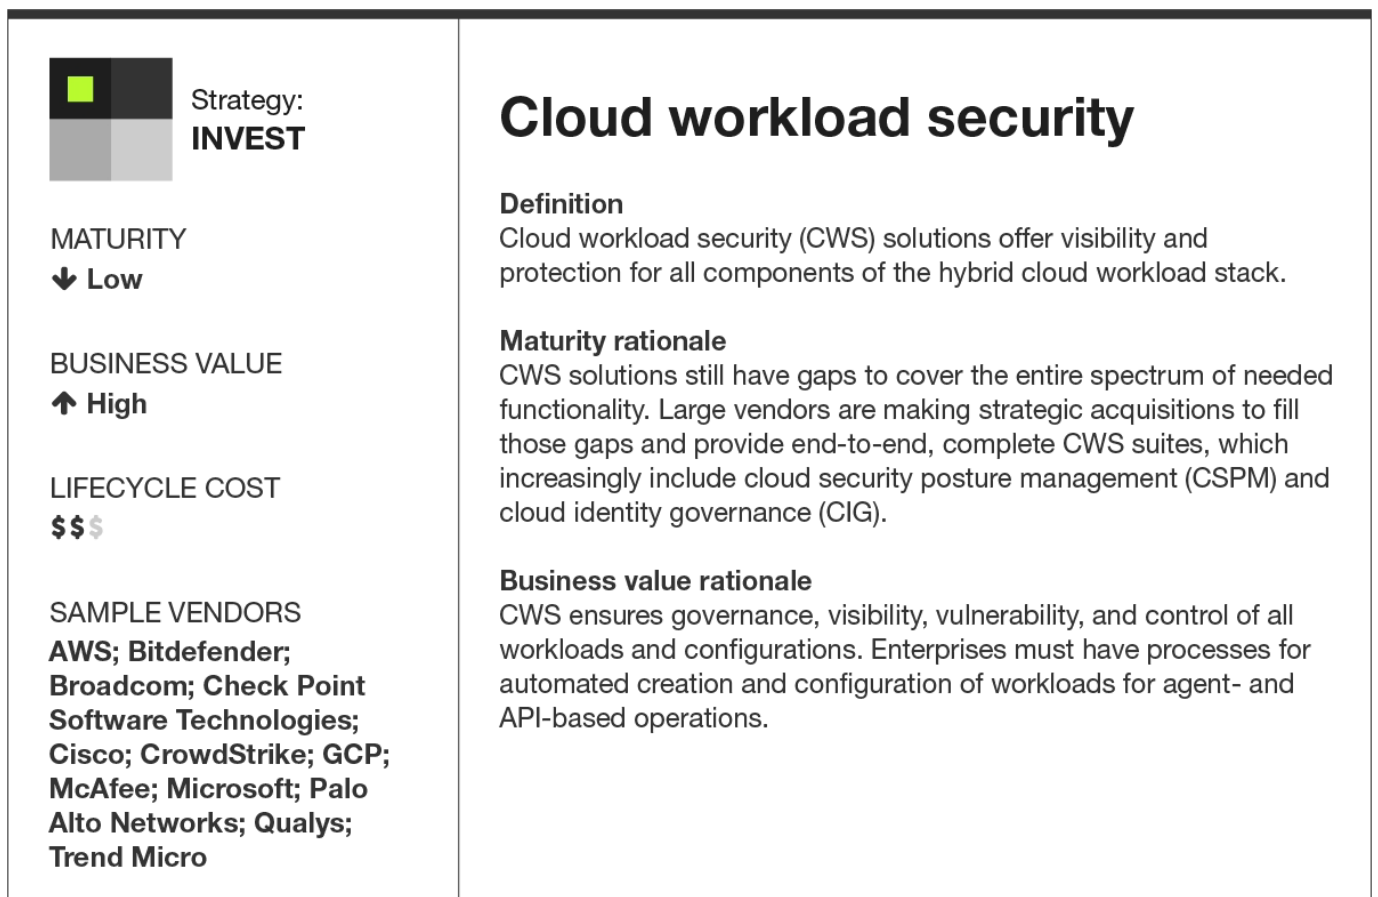 Strategy:
INVEST
MATURITY
↓ Low
BUSINESS VALUE
↑ High
LIFECYCLE COST
$$$
SAMPLE VENDORS
AWS; Bitdefender;
Broadcom; Check Point
Software Technologies;
Cisco; CrowdStrike; GCP;
McAfee; Microsoft; Palo
Alto Networks; Qualys;
Trend Micro
Cloud workload security
Definition
Cloud workload security (CWS) solutions offer visibility and
protection for all components of the hybrid cloud workload stack.
Maturity rationale
CWS solutions still have gaps to cover the entire spectrum of needed
functionality. Large vendors are making strategic acquisitions to fill
those gaps and provide end-to-end, complete CWS suites, which
increasingly include cloud security posture management (CSPM) and
cloud identity governance (CIG).
Business value rationale
CWS ensures governance, visibility, vulnerability, and control of all
workloads and configurations. Enterprises must have processes for
automated creation and configuration of workloads for agent- and
API-based operations.